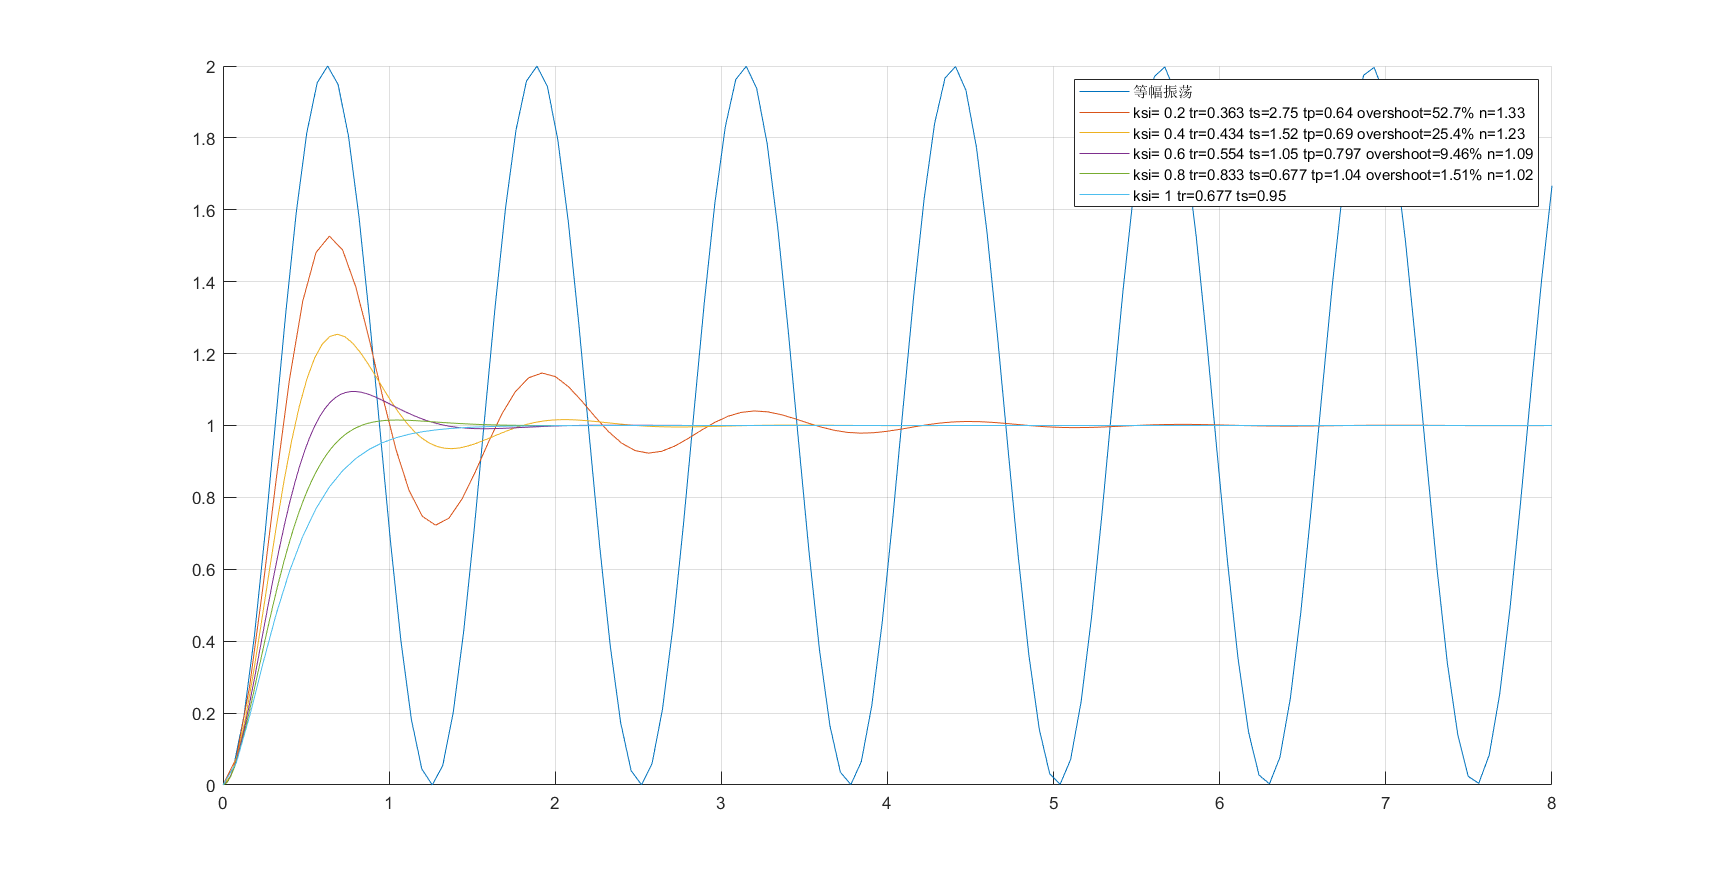 2
1.8
1.6
1.4
1.2
1
0.8
0.6
0.4
0.2
0
0 1 2 3 4 5 6 7 8
等幅振荡
ksi= 0.2 tr=0.363 ts=2.75 tp=0.64 overshoot=52.7% n=1.33
ksi= 0.4 tr=0.434 ts=1.52 tp=0.69 overshoot=25.4% n=1.23
ksi= 0.6 tr=0.554 ts=1.05 tp=0.797 overshoot=9.46% n=1.09
ksi= 0.8 tr=0.833 ts=0.677 tp=1.04 overshoot=1.51% n=1.02
ksi= 1 tr=0.677 ts=0.95